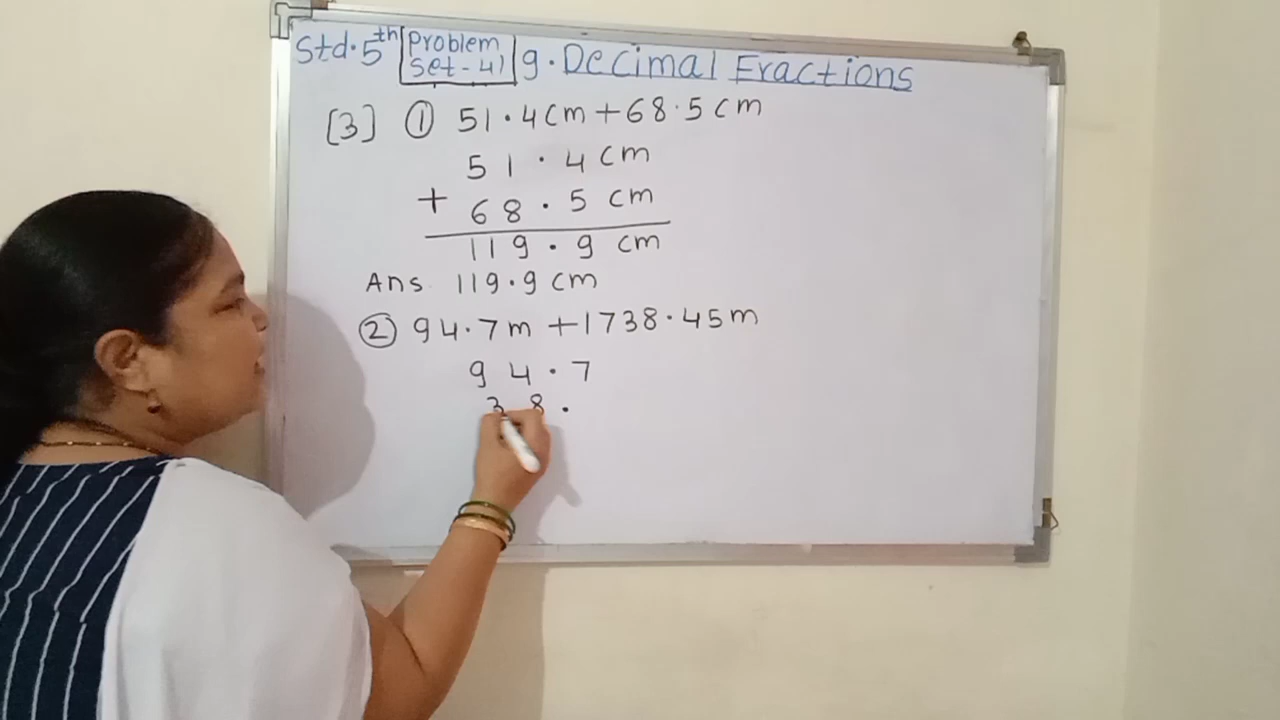 Std. 5th Problem Set-41 9. Decimal Fractions
[3] ① 51.4cm+68.5cm
51.4cm
+ 68.5 cm
119.9 cm
Ans. 119.9cm
② 94.7m+1738.45m
94.7
38.